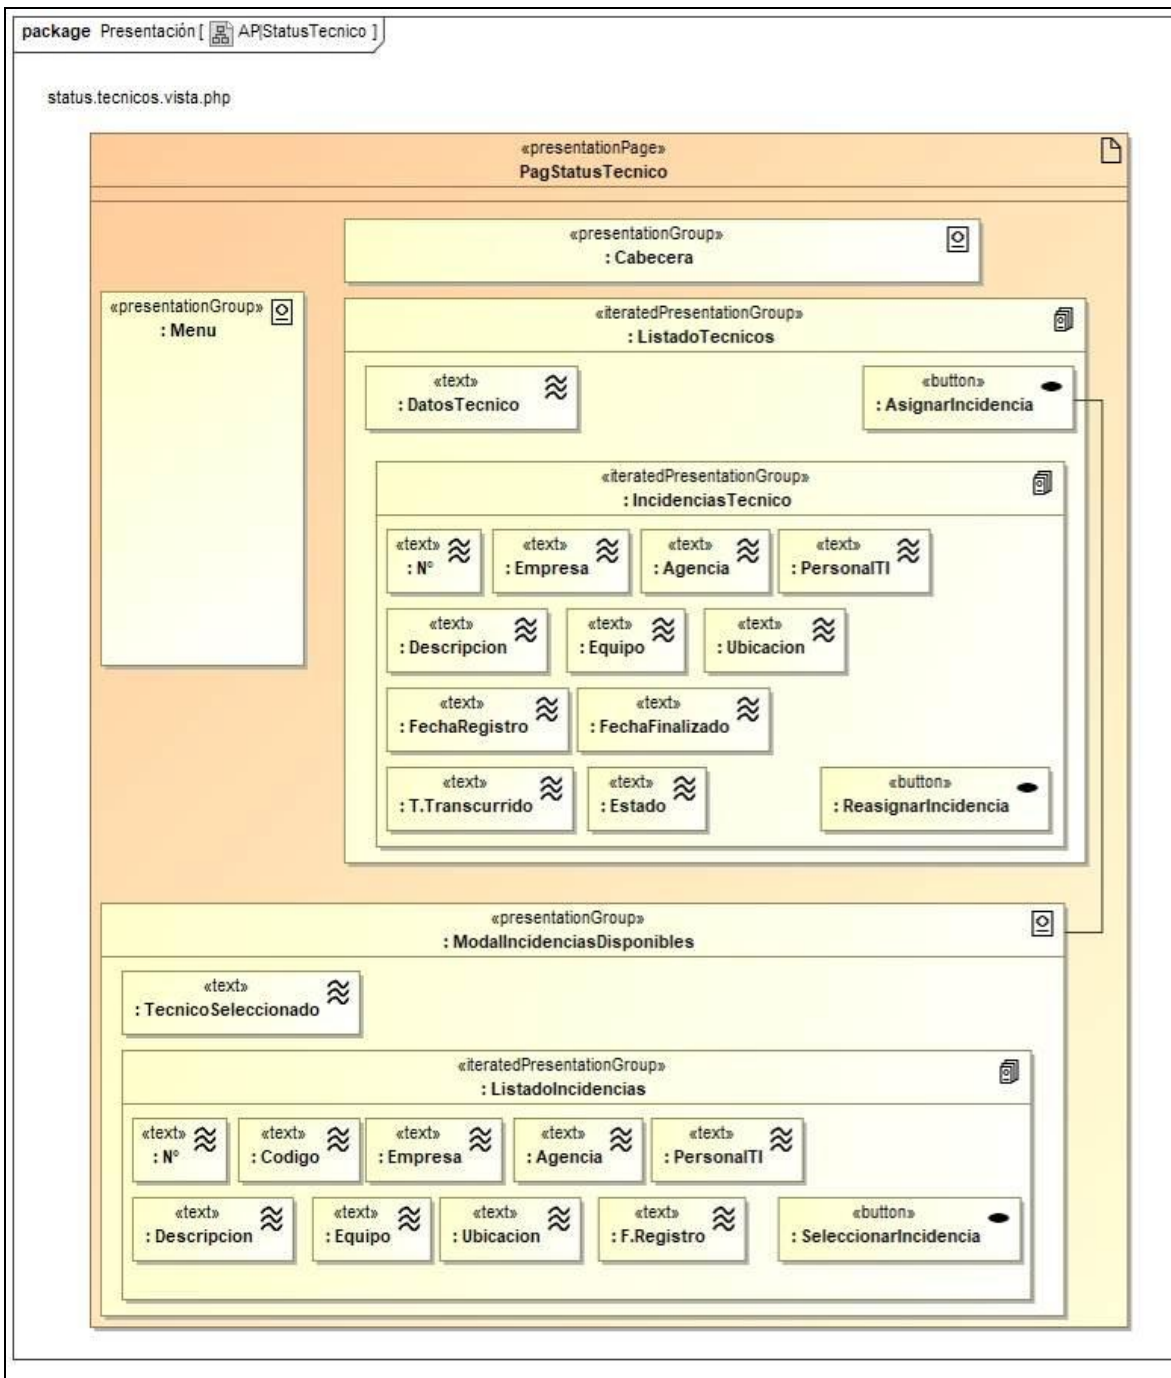 package Presentación [ AP|StatusTecnico ]
status.tecnicos.vista.php
«presentationPage»
PagStatusTecnico
«presentationGroup»
: Cabecera
«presentationGroup»
: Menu
«iteratedPresentationGroup»
: ListadoTecnicos
«text»
: DatosTecnico
«button»
: AsignarIncidencia
«iteratedPresentationGroup»
: IncidenciasTecnico
«text»
: Nº
«text»
: Empresa
«text»
: Agencia
«text»
: PersonalTI
«text»
: Descripcion
«text»
: Equipo
«text»
: Ubicacion
«text»
: FechaRegistro
«text»
: FechaFinalizado
«text»
: T.Transcurrido
«text»
: Estado
«button»
: ReasignarIncidencia
«presentationGroup»
: ModalIncidenciasDisponibles
«text»
: TecnicoSeleccionado
«iteratedPresentationGroup»
: ListadoIncidencias
«text»
: Nº
«text»
: Codigo
«text»
: Empresa
«text»
: Agencia
«text»
: PersonalTI
«text»
: Descripcion
«text»
: Equipo
«text»
: Ubicacion
«text»
: F.Registro
«button»
: SeleccionarIncidencia